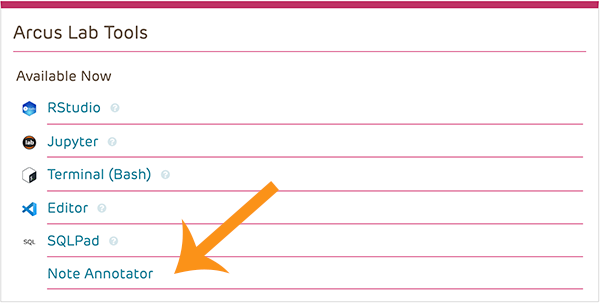 Arcus Lab Tools
Available Now
RStudio ?
lab Jupyter ?
Terminal (Bash) ?
Editor ?
SQL SQLPad ?
Note Annotator